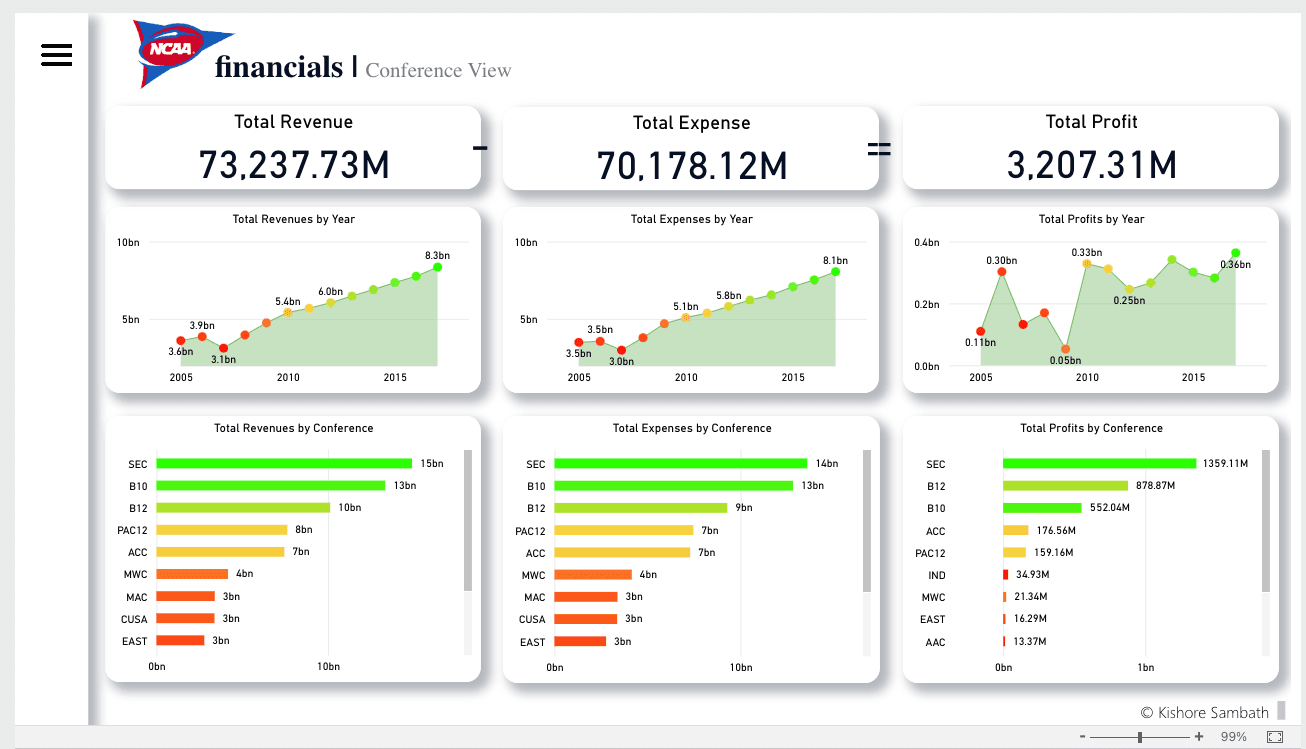 NCAA
financials | Conference View
Total Revenue
73,237.73M
-
Total Expense
70,178.12M
=
Total Profit
3,207.31M
Total Revenues by Year
10bn
5bn
3.6bn
3.9bn
3.1bn
5.4bn
6.0bn
8.3bn
2005
2010
2015
Total Expenses by Year
10bn
5bn
3.5bn
3.5bn
3.0bn
5.1bn
5.8bn
8.1bn
2005
2010
2015
Total Profits by Year
0.4bn
0.2bn
0.0bn
0.11bn
0.30bn
0.05bn
0.33bn
0.25bn
0.36bn
2005
2010
2015
Total Revenues by Conference
SEC 15bn
B10 13bn
B12 10bn
PAC12 8bn
ACC 7bn
MWC 4bn
MAC 3bn
CUSA 3bn
EAST 3bn
0bn 10bn
Total Expenses by Conference
SEC 14bn
B10 13bn
B12 9bn
PAC12 7bn
ACC 7bn
MWC 4bn
MAC 3bn
CUSA 3bn
EAST 3bn
0bn 10bn
Total Profits by Conference
SEC 1359.11M
B12 878.87M
B10 552.04M
ACC 176.56M
PAC12 159.16M
IND 34.93M
MWC 21.34M
EAST 16.29M
AAC 13.37M
0bn 1bn
© Kishore Sambath
- + 99%